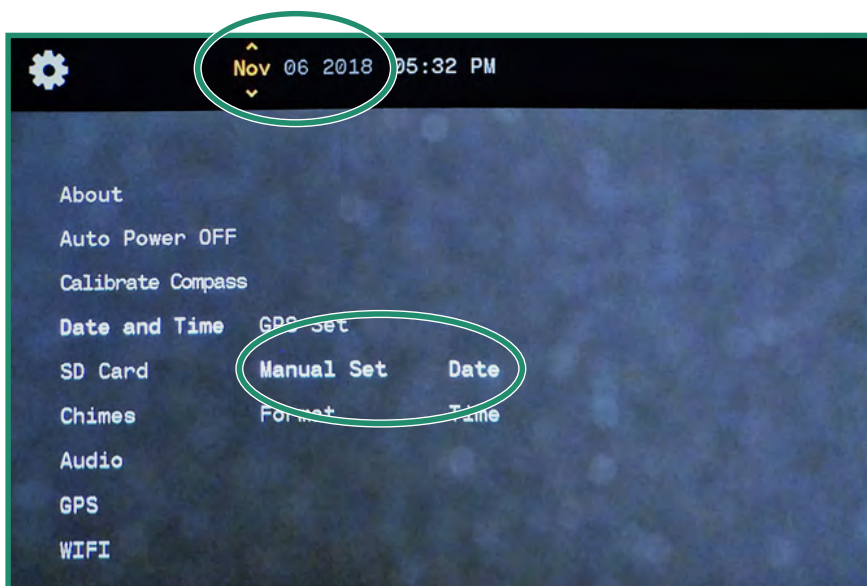 Nov 06 2018 05:32 PM
About
Auto Power OFF
Calibrate Compass
Date and Time GPS Set
SD Card Manual Set Date
Chimes Format Time
Audio
GPS
WIFI